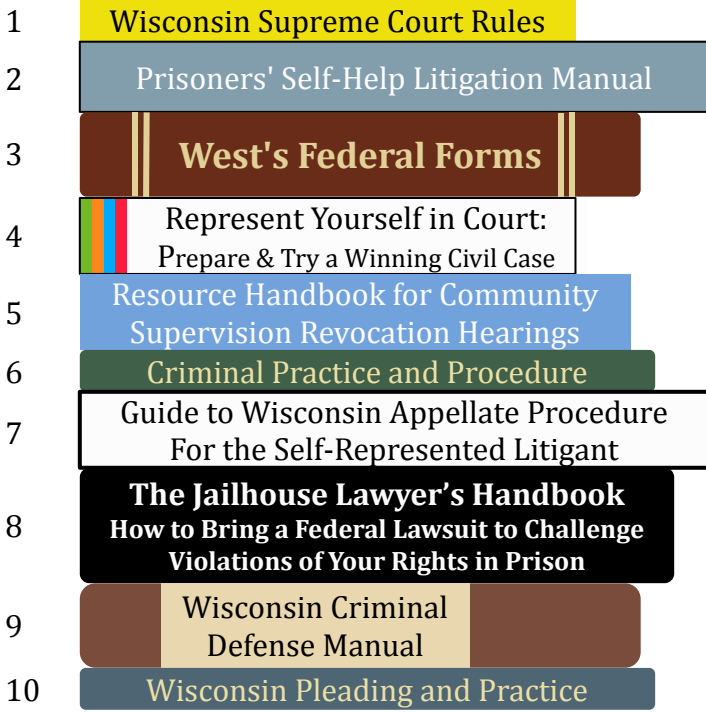 1 Wisconsin Supreme Court Rules
2 Prisoners' Self-Help Litigation Manual
3 West's Federal Forms
4 Represent Yourself in Court:
Prepare & Try a Winning Civil Case
5 Resource Handbook for Community
Supervision Revocation Hearings
6 Criminal Practice and Procedure
7 Guide to Wisconsin Appellate Procedure
For the Self-Represented Litigant
8 The Jailhouse Lawyer’s Handbook
How to Bring a Federal Lawsuit to Challenge
Violations of Your Rights in Prison
9 Wisconsin Criminal
Defense Manual
10 Wisconsin Pleading and Practice